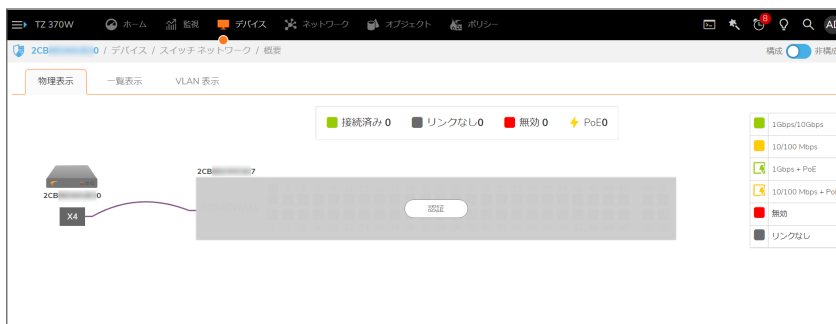 TZ 370W ホーム 監視 デバイス ネットワーク オブジェクト ポリシー 8 AD
2CB 0 / デバイス / スイッチ ネットワーク / 概要 構成 非構成
物理表示 一覧表示 VLAN 表示
接続済み 0 リンクなし0 無効 0 PoE0
1Gbps/10Gbps
10/100 Mbps
1Gbps + PoE
10/100 Mbps + PoE
無効
リンクなし
2CB 7
2CB 0
認証
X4